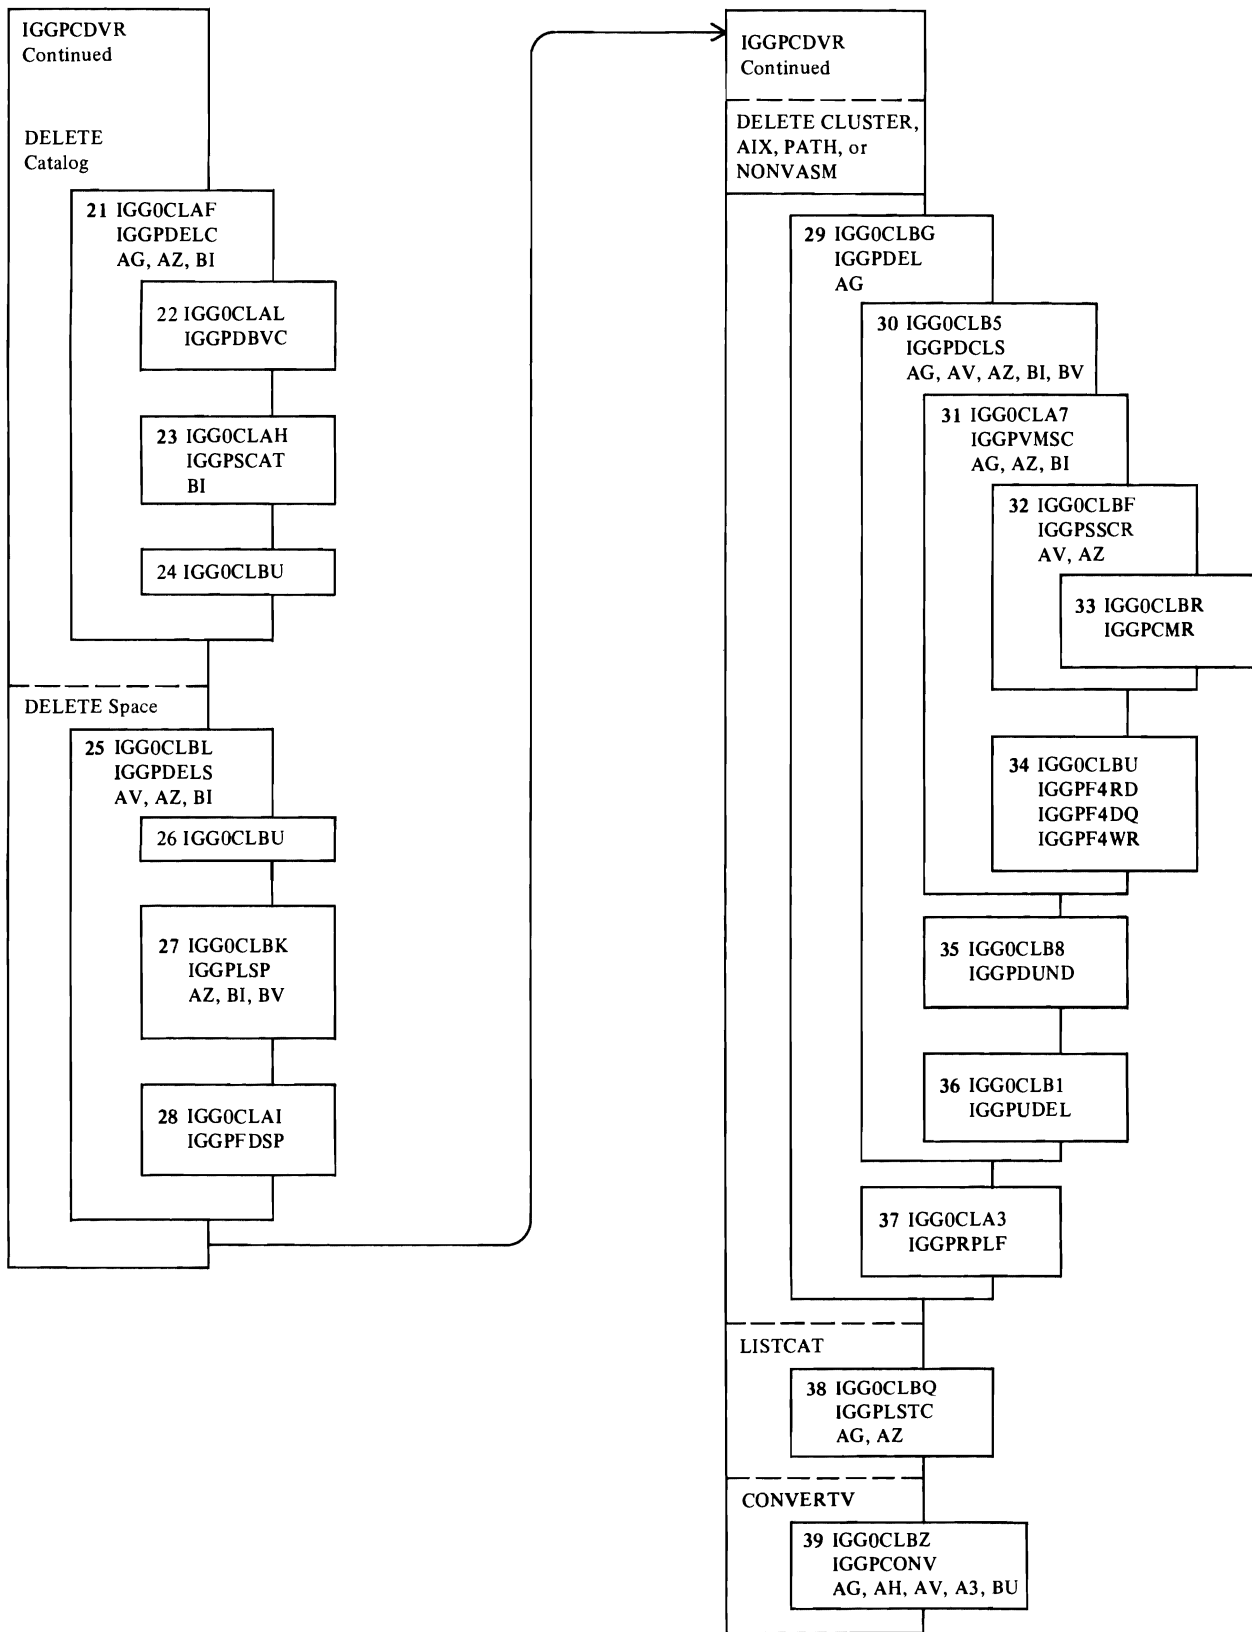 IGGPCDVR
Continued
DELETE
Catalog
21 IGG0CLAF
IGGPDELC
AG, AZ, BI
22 IGG0CLAL
IGGPDBVC
23 IGG0CLAH
IGGPSCAT
BI
24 IGG0CLBU
DELETE Space
25 IGG0CLBL
IGGPDELS
AV, AZ, BI
26 IGG0CLBU
27 IGG0CLBK
IGGPLSP
AZ, BI, BV
28 IGG0CLAI
IGGPFDSP
IGGPCDVR
Continued
DELETE CLUSTER,
AIX, PATH, or
NONVASM
29 IGG0CLBG
IGGPDEL
AG
30 IGG0CLB5
IGGPDCLS
AG, AV, AZ, BI, BV
31 IGG0CLA7
IGGPVMSC
AG, AZ, BI
32 IGG0CLBF
IGGPSSCR
AV, AZ
33 IGG0CLBR
IGGPCMR
34 IGG0CLBU
IGGPF4RD
IGGPF4DQ
IGGPF4WR
35 IGG0CLB8
IGGPDUND
36 IGG0CLB1
IGGPUDEL
37 IGG0CLA3
IGGPRPLF
LISTCAT
38 IGG0CLBQ
IGGPLSTC
AG, AZ
CONVERTV
39 IGG0CLBZ
IGGPCONV
AG, AH, AV, A3, BU